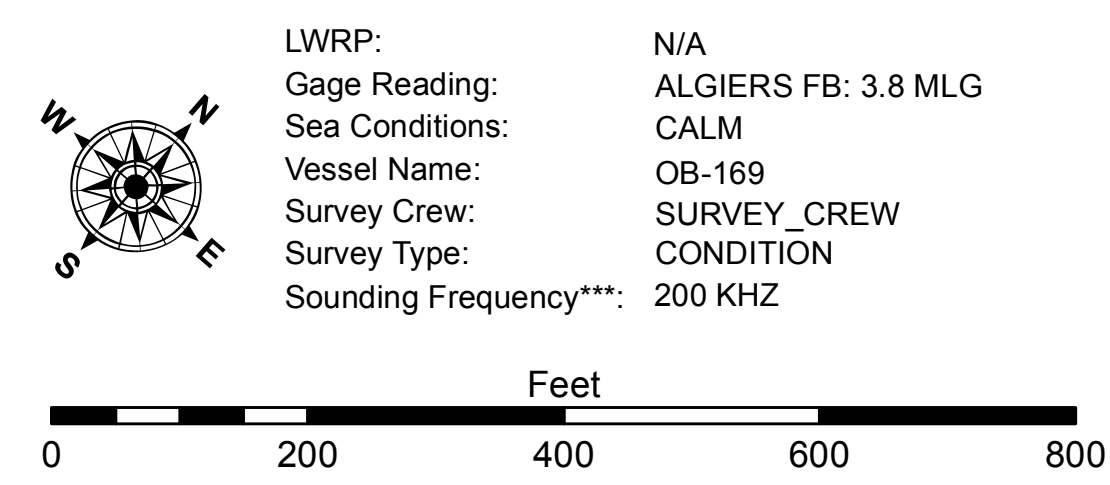 W N
S E
LWRP: N/A
Gage Reading: ALGIERS FB: 3.8 MLG
Sea Conditions: CALM
Vessel Name: OB-169
Survey Crew: SURVEY_CREW
Survey Type: CONDITION
Sounding Frequency***: 200 KHZ
Feet
0 200 400 600 800